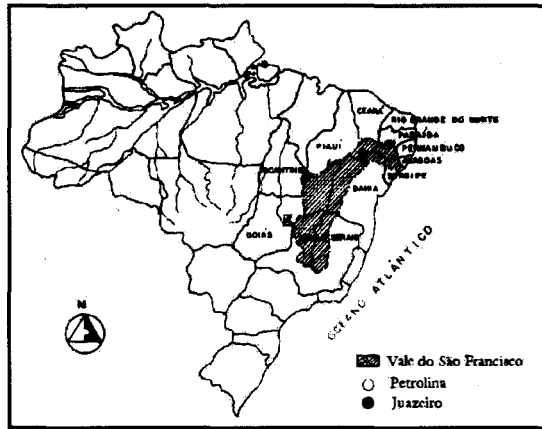 CEARÁ
RIO GRANDE DO NORTE
PARAÍBA
PIAUÍ
PERNAMBUCO
ALAGOAS
SERGIPE
BAHIA
GOIÁS
OCEANO ATLÂNTICO
N
Vale do São Francisco
Petrolina
Juazeiro